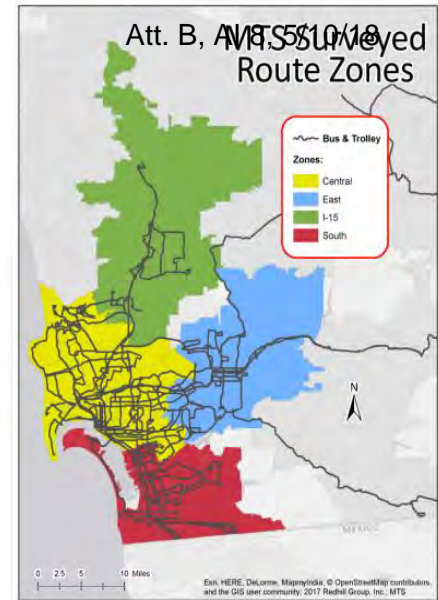 Att. B, AI 8, 5/10/18
MTS Surveyed
Route Zones
Bus & Trolley
Zones:
Central
East
I-15
South
N
MEXICO
0 2.5 5 10 Miles
Esri, HERE, DeLorme, MapmyIndia, © OpenStreetMap contributors,
and the GIS user community; 2017 Redhill Group, Inc.; MTS